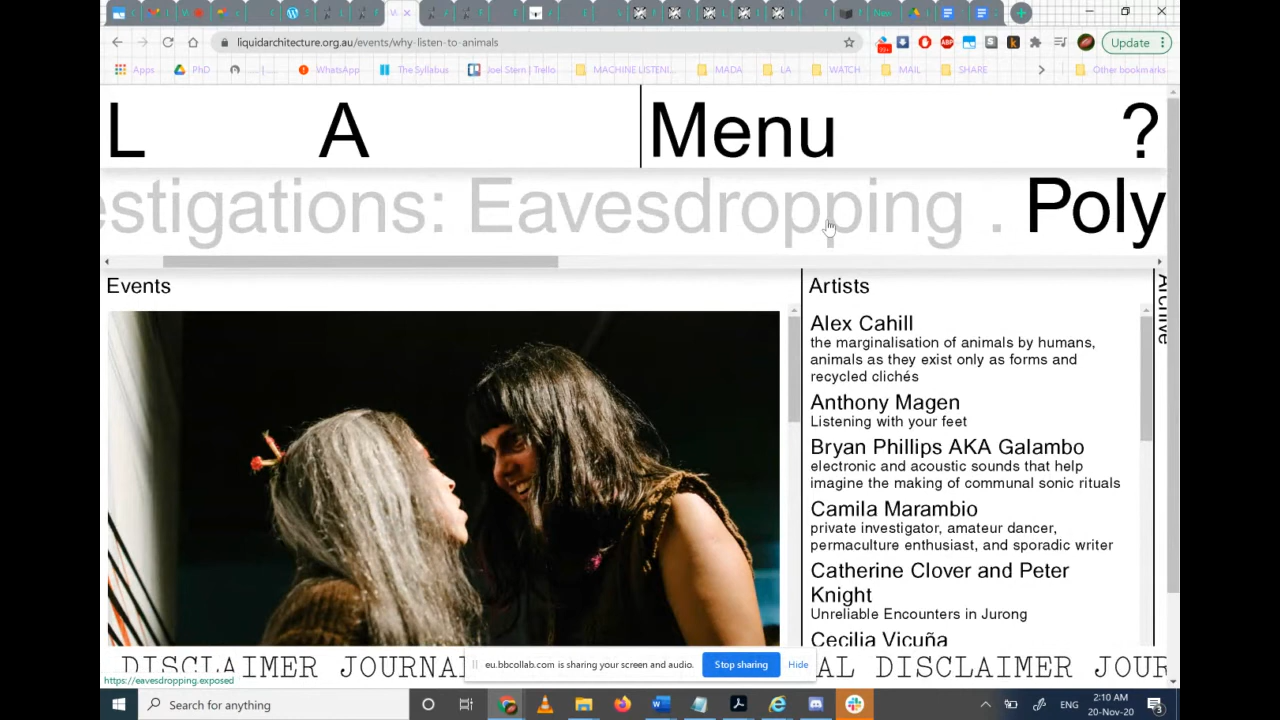 liquidarchitecture.org.au/events/why-listen-to-animals
Update
Apps
PhD
WhatsApp
The Syllabus
Joel Stern | Trello
MACHINE LISTENI...
MADA
LA
WATCH
MAIL
SHARE
Other bookmarks
L A Menu ?
estigations: Eavesdropping . Poly
Events
Artists
Archive
Alex Cahill
the marginalisation of animals by humans,
animals as they exist only as forms and
recycled clichés
Anthony Magen
Listening with your feet
Bryan Phillips AKA Galambo
electronic and acoustic sounds that help
imagine the making of communal sonic rituals
Camila Marambio
private investigator, amateur dancer,
permaculture enthusiast, and sporadic writer
Catherine Clover and Peter
Knight
Unreliable Encounters in Jurong
Cecilia Vicuña
DISCLAIMER JOURNAL DISCLAIMER JOUR
eu.bbcollab.com is sharing your screen and audio.
Stop sharing
Hide
https://eavesdropping.exposed
Search for anything
ENG
2:10 AM
20-Nov-20
3